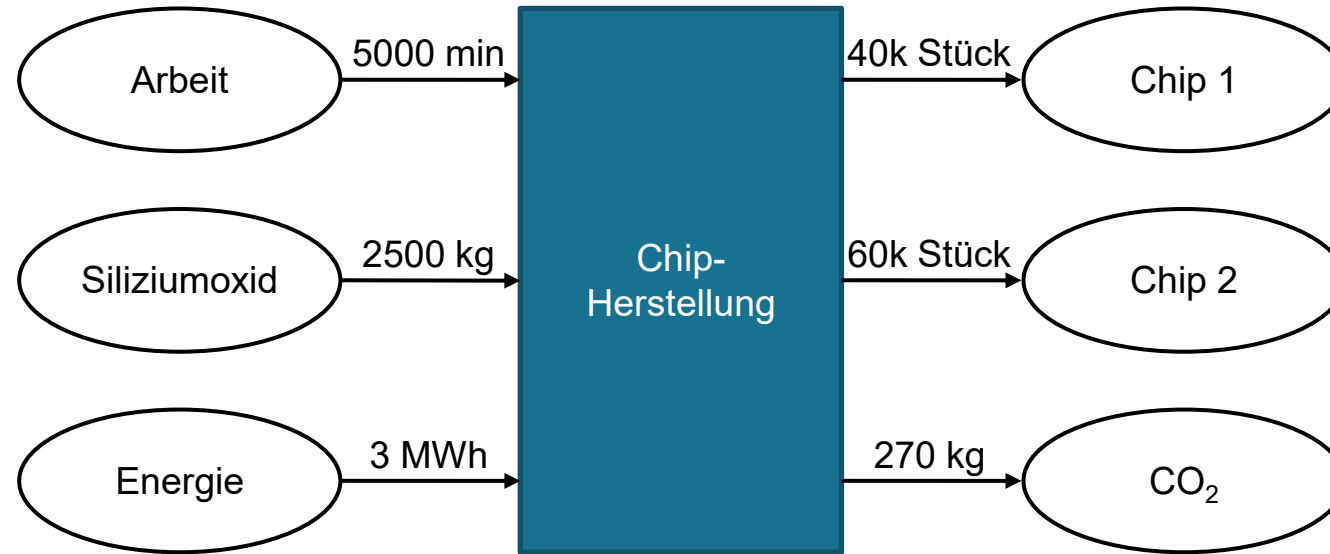 Arbeit
5000 min
40k Stück
Chip 1
Siliziumoxid
2500 kg
Chip-
Herstellung
60k Stück
Chip 2
Energie
3 MWh
270 kg
CO₂